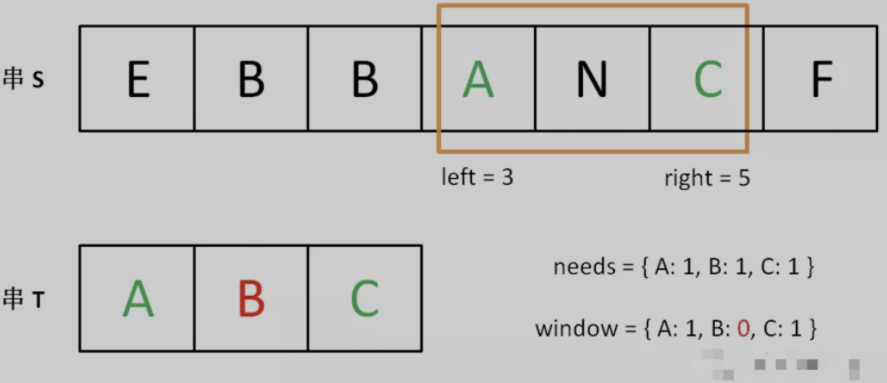 串 S E B B A N C F
left = 3 right = 5
串 T A B C
needs = { A: 1, B: 1, C: 1 }
window = { A: 1, B: 0, C: 1 }